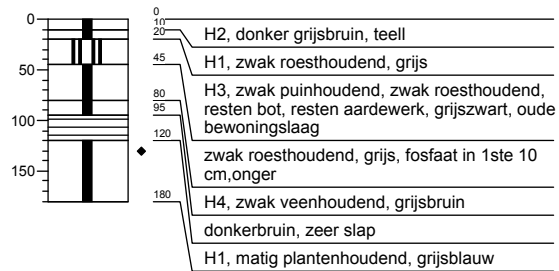 0
50
100
150
0
10
20
45
80
95
120
180
H2, donker grijsbruin, teell
H1, zwak roesthoudend, grijs
H3, zwak puinhoudend, zwak roesthoudend,
resten bot, resten aardewerk, grijszwart, oude
bewoningslaag
zwak roesthoudend, grijs, fosfaat in 1ste 10
cm,onger
H4, zwak veenhoudend, grijsbruin
donkerbruin, zeer slap
H1, matig plantenhoudend, grijsblauw